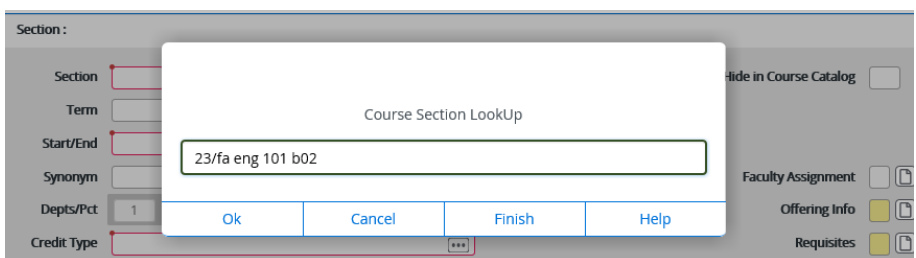 Section :
Section
Hide in Course Catalog
Term
Course Section LookUp
Start/End
23/fa eng 101 b02
Synonym
Faculty Assignment
Depts/Pct 1
Ok Cancel Finish Help
Offering Info
Credit Type
Requisites